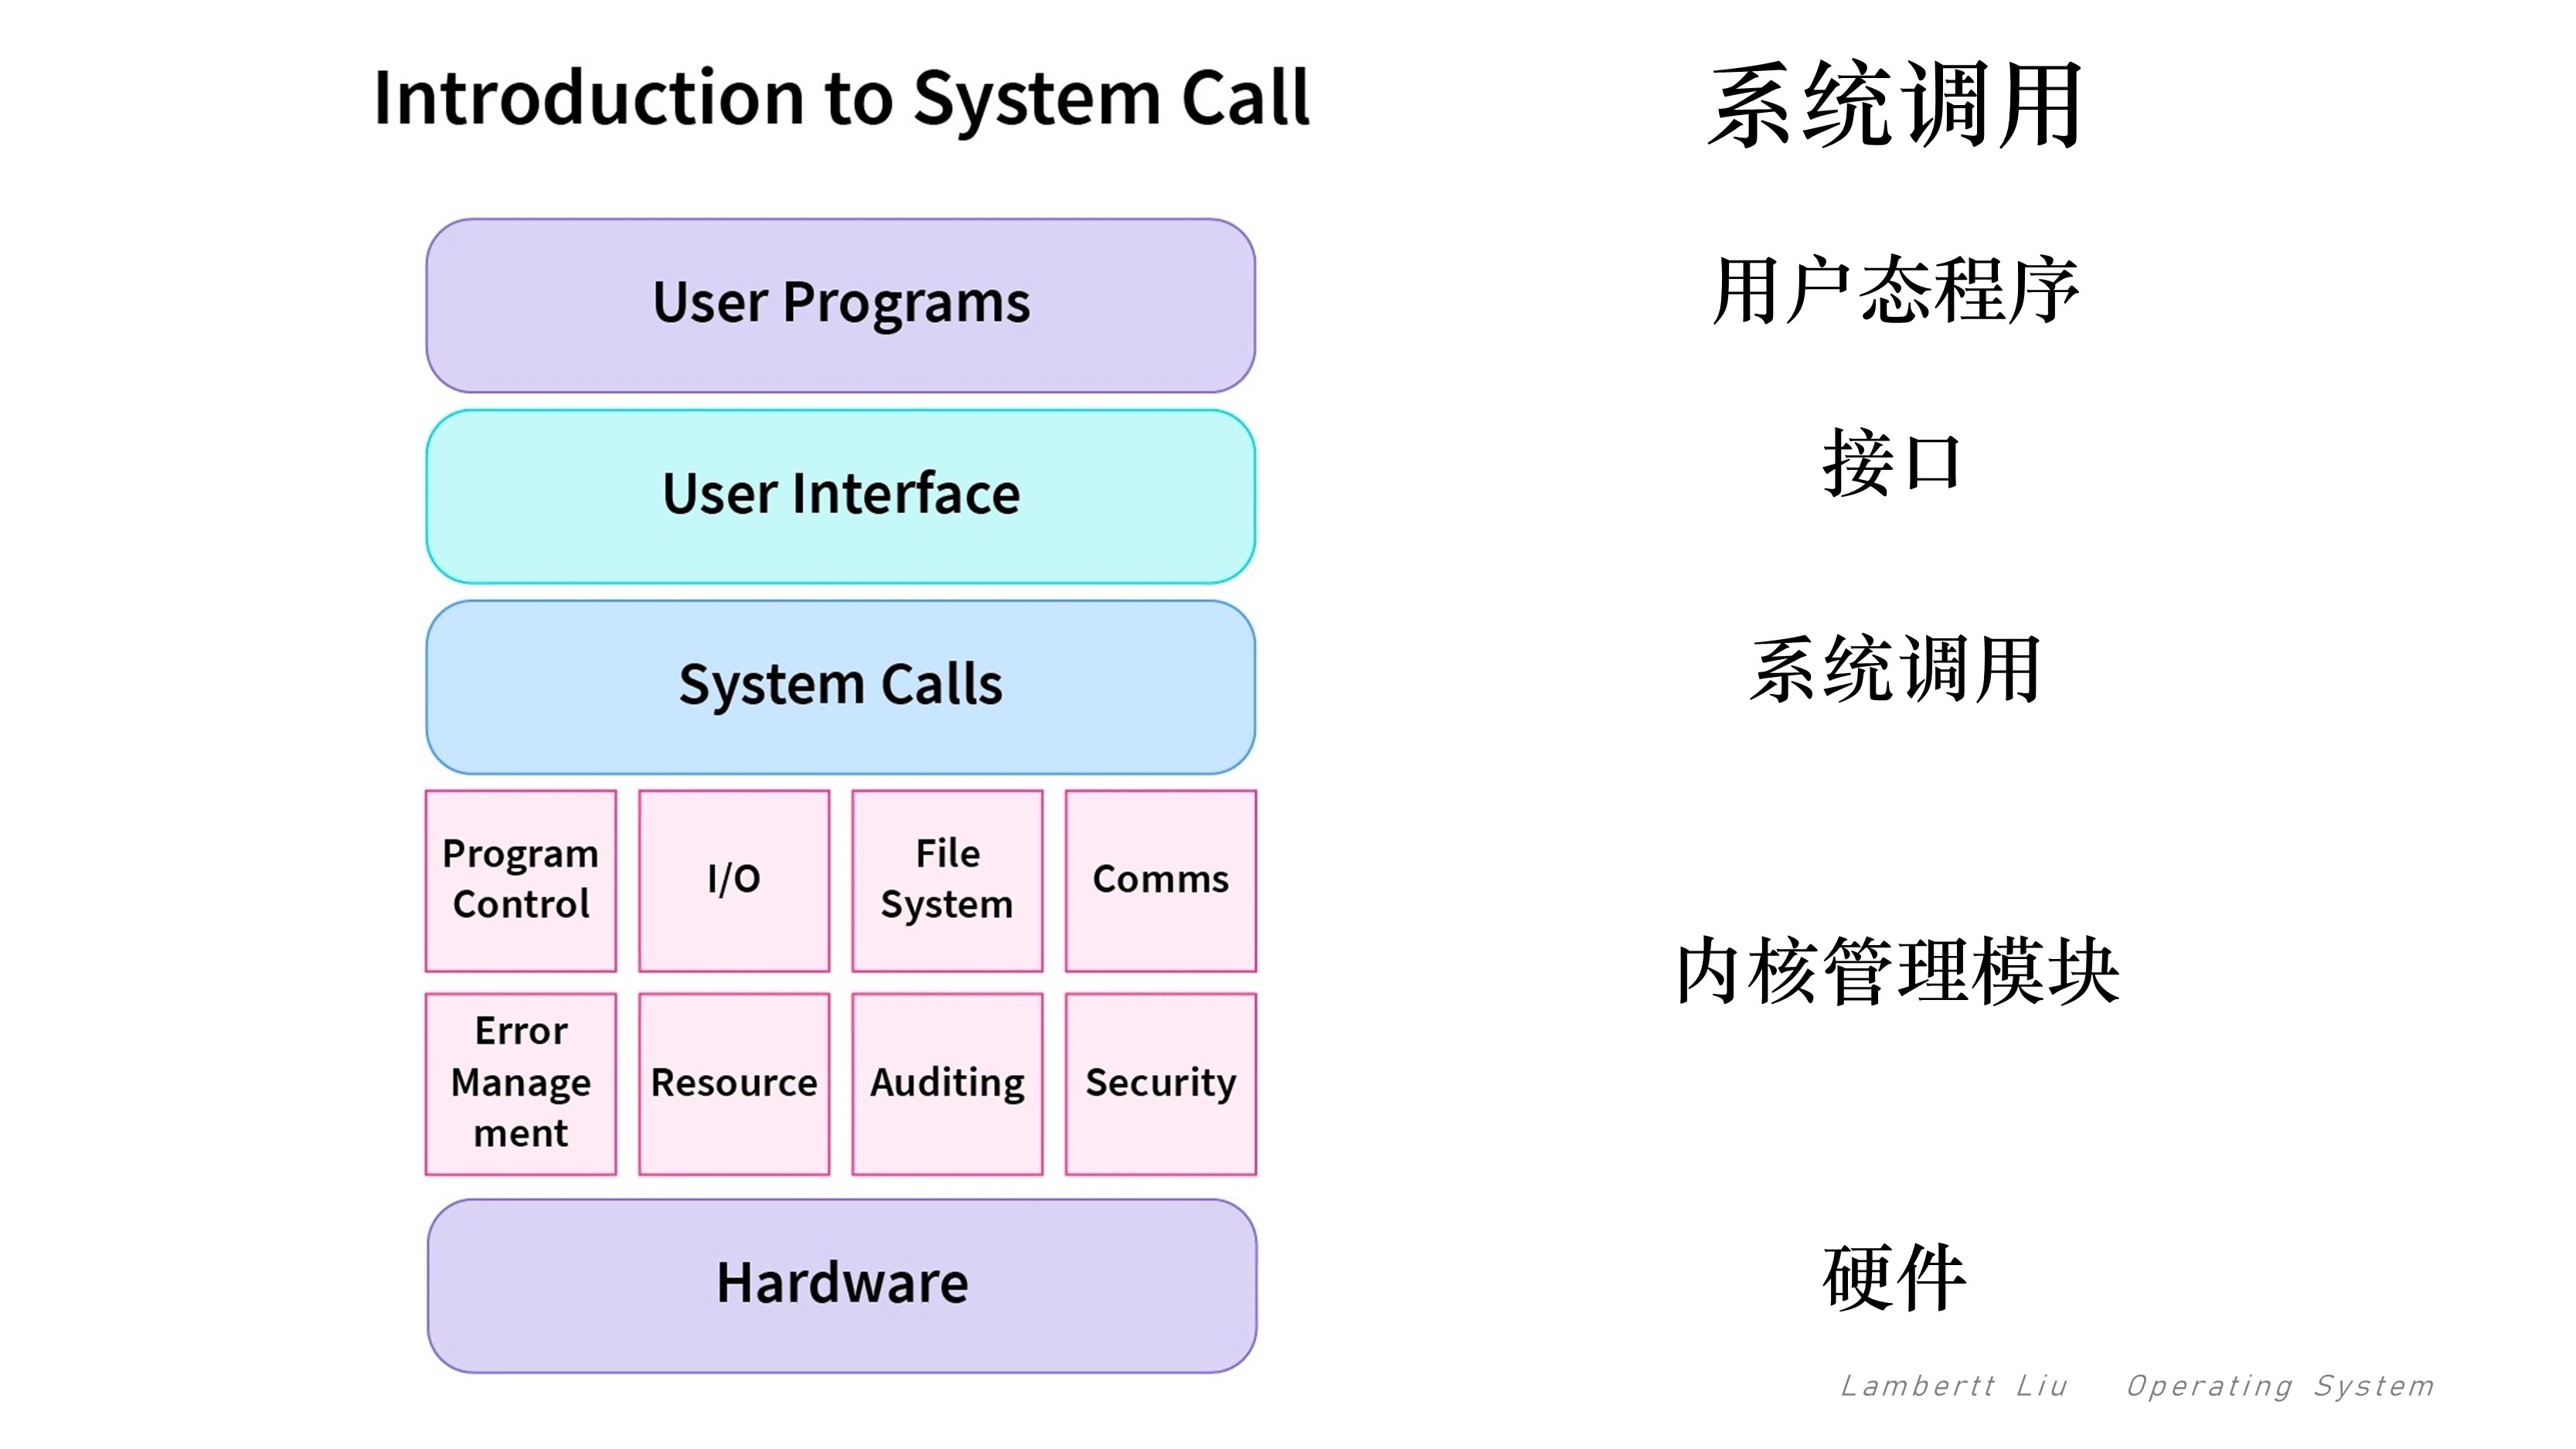 Introduction to System Call
系统调用
User Programs
用户态程序
User Interface
接口
System Calls
系统调用
Program
Control
I/O
File
System
Comms
内核管理模块
Error
Manage
ment
Resource
Auditing
Security
Hardware
硬件
Lambertt Liu Operating System